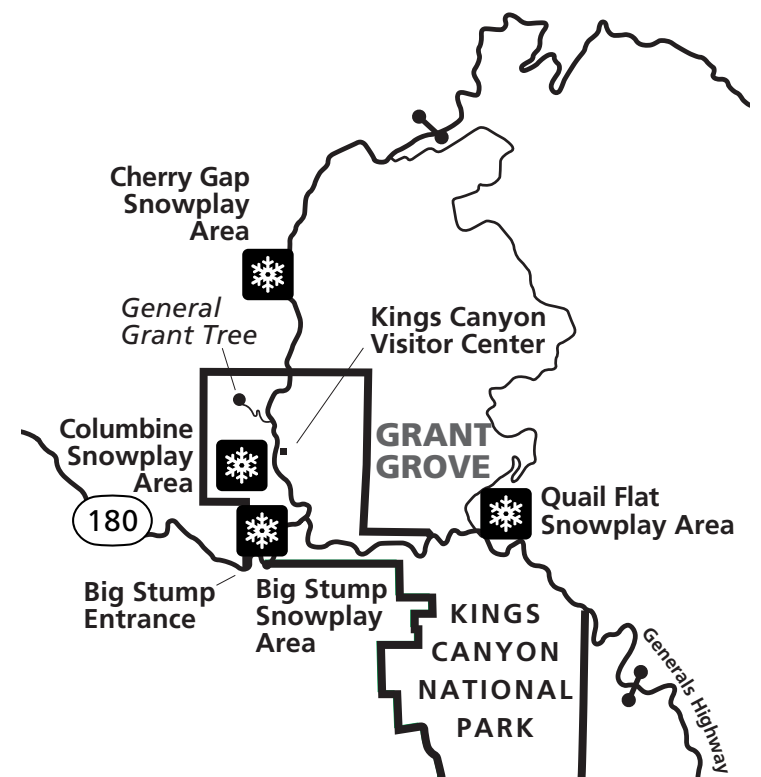 Cherry Gap
Snowplay
Area
General
Grant Tree
Kings Canyon
Visitor Center
Columbine
Snowplay
Area
GRANT
GROVE
180
Quail Flat
Snowplay Area
Big Stump
Entrance
Big Stump
Snowplay
Area
KINGS
CANYON
NATIONAL
PARK
Generals Highway